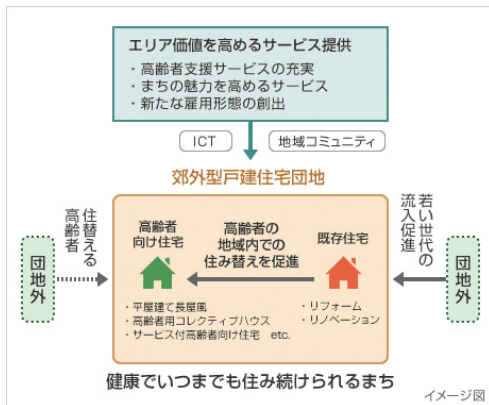 エリア価値を高めるサービス提供
・高齢者支援サービスの充実
・まちの魅力を高めるサービス
・新たな雇用形態の創出
ICT
地域コミュニティ
郊外型戸建住宅団地
団地外
住替える
高齢者
高齢者
向け住宅
・平屋建て長屋風
・高齢者用コレクティブハウス
・サービス付高齢者向け住宅 etc.
高齢者の
地域内での
住み替えを促進
既存住宅
・リフォーム
・リノベーション
若い世代の
流入促進
団地外
健康でいつまでも住み続けられるまち
イメージ図